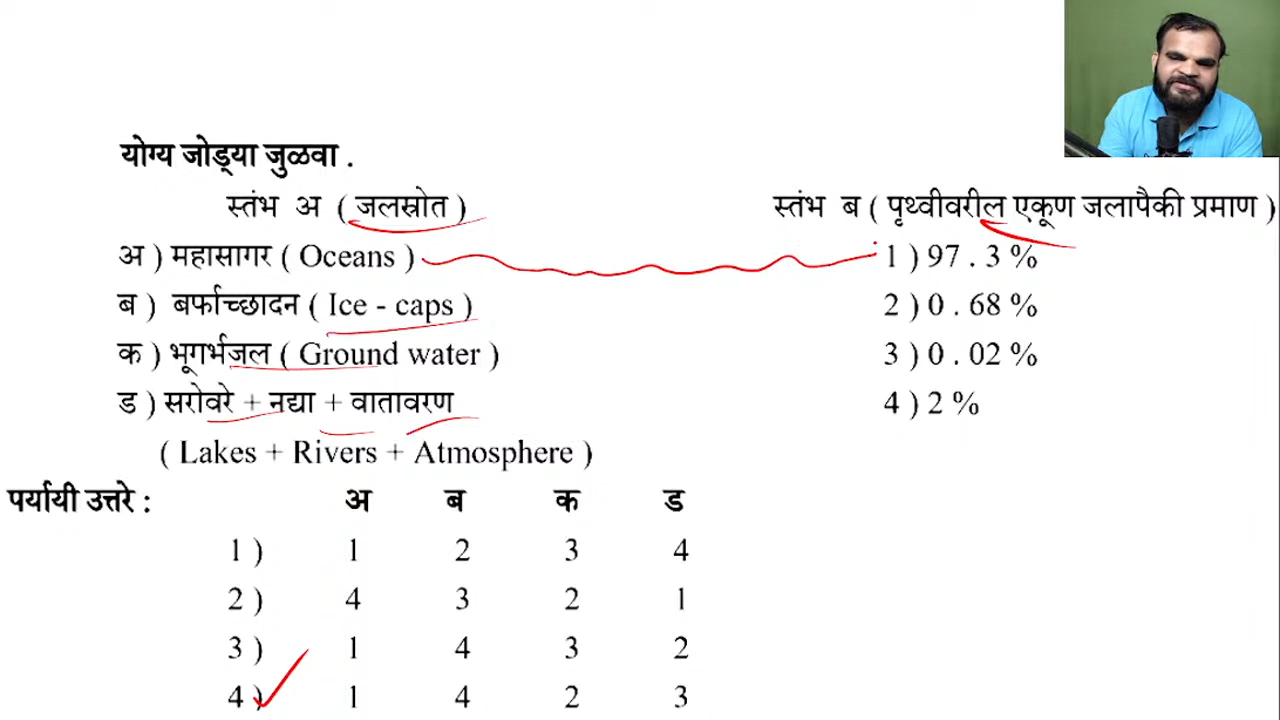 योग्य जोड्या जुळवा .
स्तंभ अ ( जलस्रोत ) स्तंभ ब ( पृथ्वीवरील एकूण जलापैकी प्रमाण )
अ ) महासागर ( Oceans ) 1 ) 97 . 3 %
ब ) बर्फाच्छादन ( Ice - caps ) 2 ) 0 . 68 %
क ) भूगर्भजल ( Ground water ) 3 ) 0 . 02 %
ड ) सरोवरे + नद्या + वातावरण 4 ) 2 %
( Lakes + Rivers + Atmosphere )
पर्यायी उत्तरे : अ ब क ड
1 ) 1 2 3 4
2 ) 4 3 2 1
3 ) 1 4 3 2
4 ) 1 4 2 3